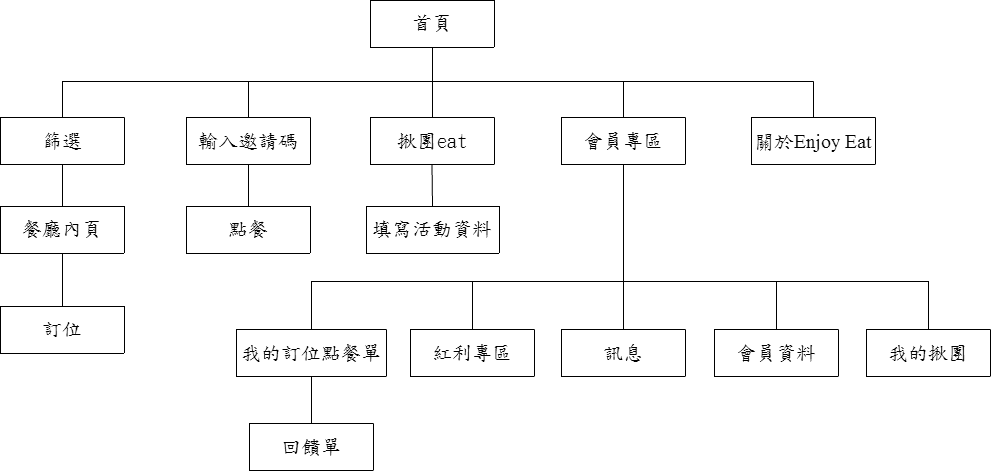 首頁
篩選
輸入邀請碼
揪團eat
會員專區
關於Enjoy Eat
餐廳內頁
點餐
填寫活動資料
訂位
我的訂位點餐單
紅利專區
訊息
會員資料
我的揪團
回饋單